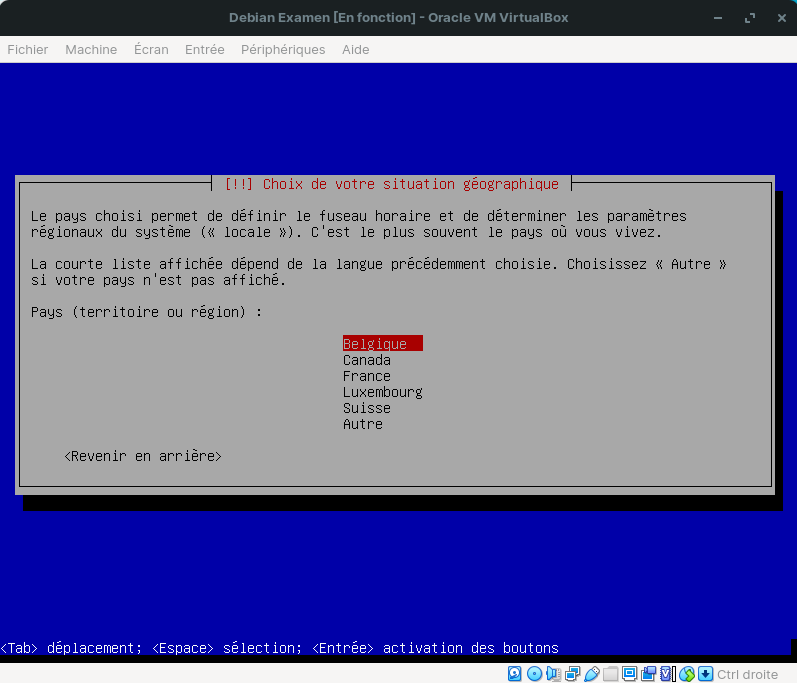 Debian Examen [En fonction] - Oracle VM VirtualBox
Fichier Machine Écran Entrée Périphériques Aide
[!!] Choix de votre situation géographique
Le pays choisi permet de définir le fuseau horaire et de déterminer les paramètres
régionaux du système (« locale »). C'est le plus souvent le pays où vous vivez.
La courte liste affichée dépend de la langue précédemment choisie. Choisissez « Autre »
si votre pays n'est pas affiché.
Pays (territoire ou région) :
Belgique
Canada
France
Luxembourg
Suisse
Autre
<Revenir en arrière>
<Tab> déplacement; <Espace> sélection; <Entrée> activation des boutons
Ctrl droite